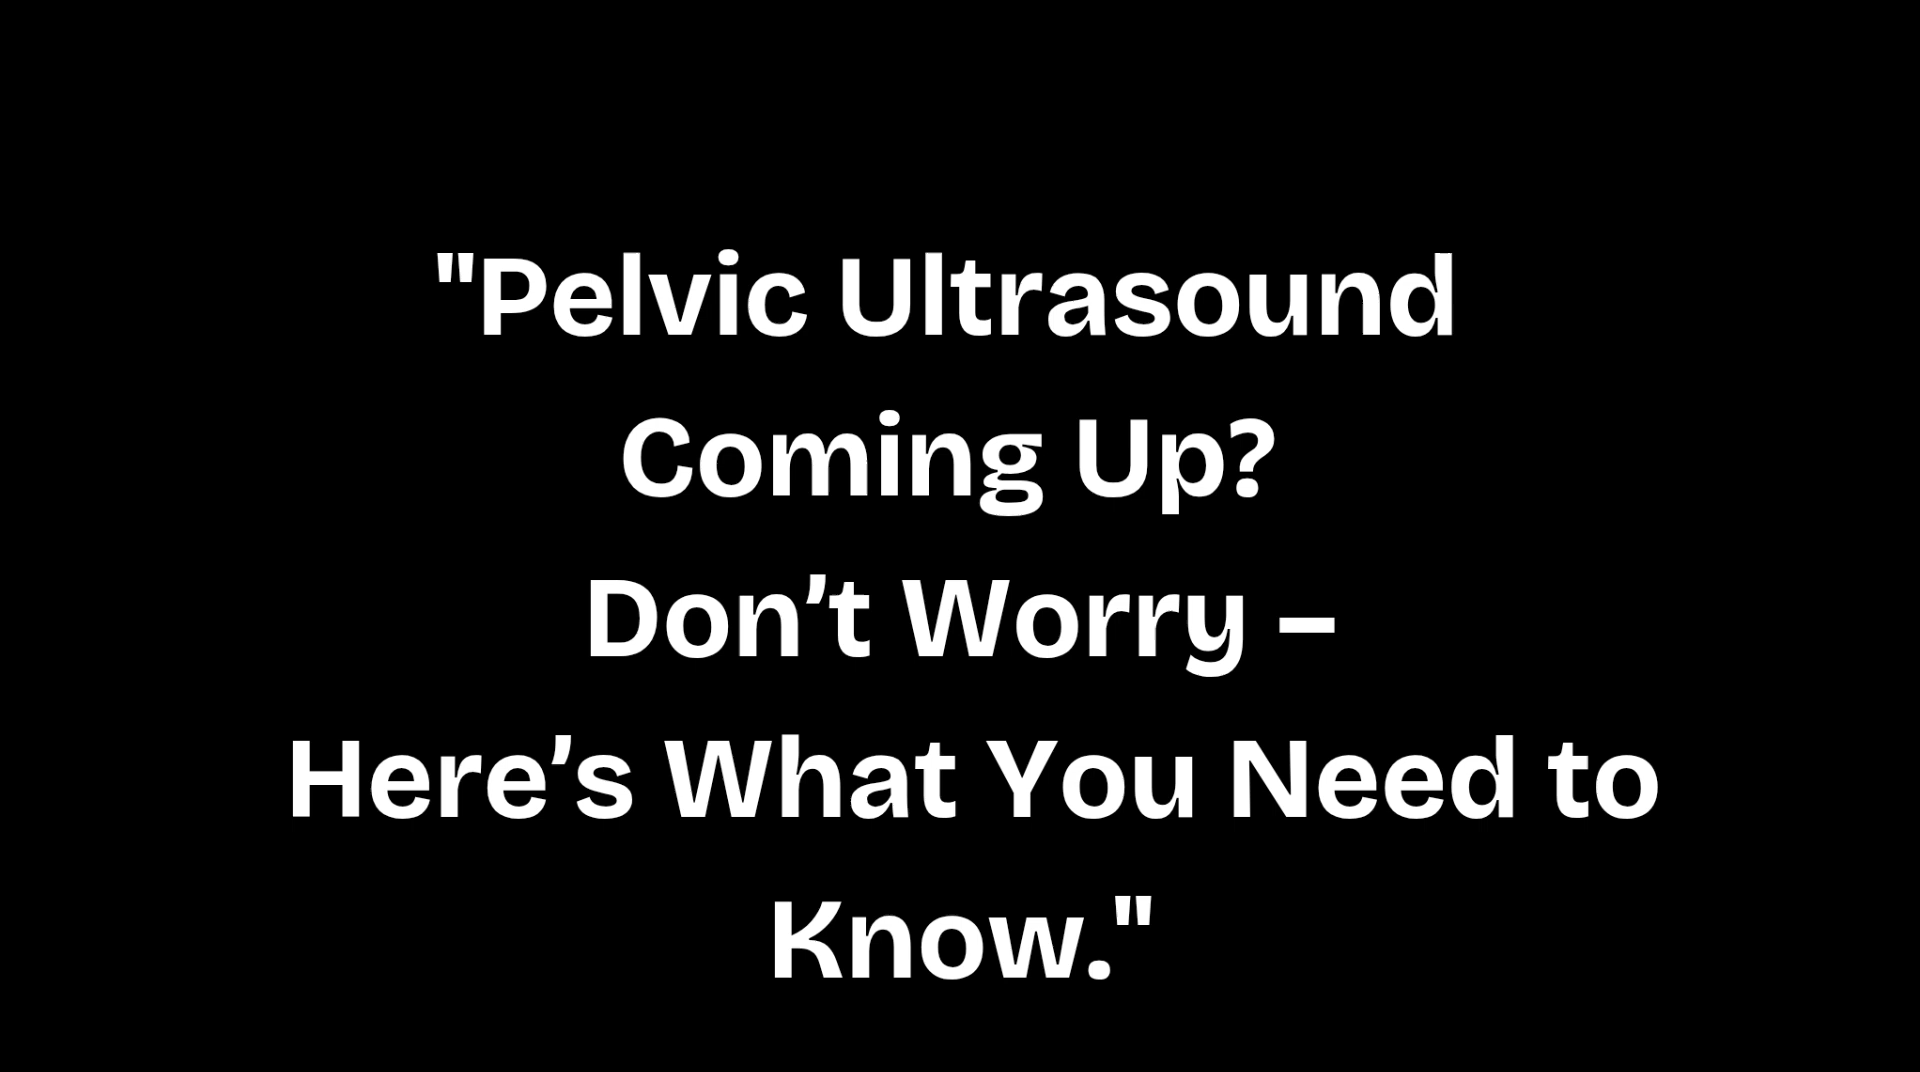 "Pelvic Ultrasound
Coming Up?
Don’t Worry –
Here’s What You Need to
Know."